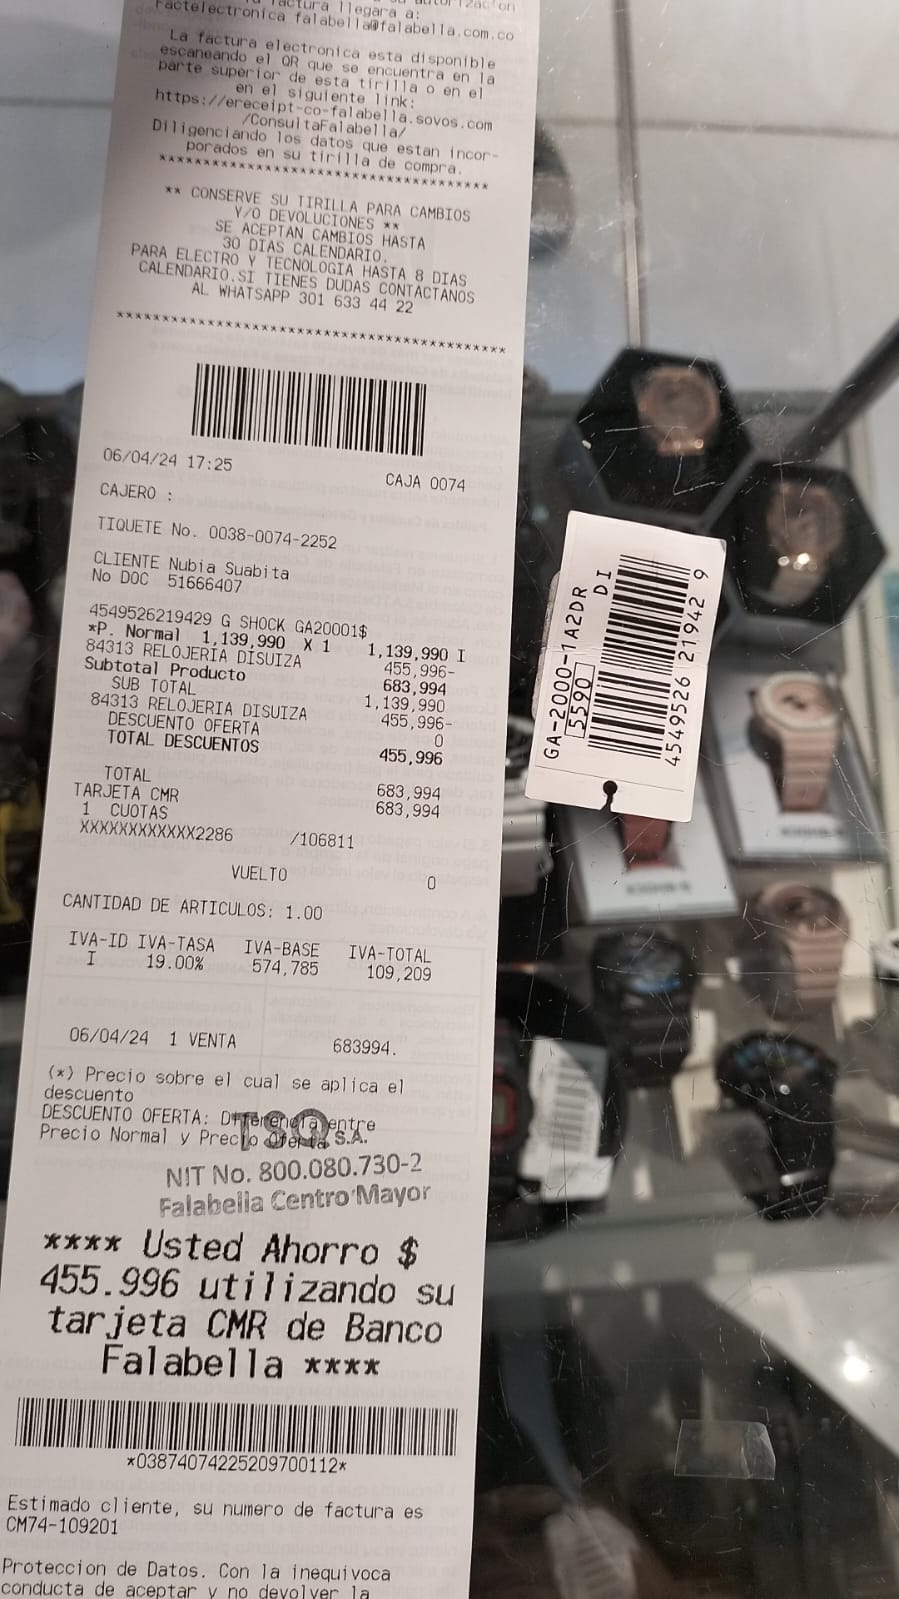 factura llegara a:
Factelectronica falabella@falabella.com.co
La factura electronica esta disponible
escaneando el QR que se encuentra en la
parte superior de esta tirilla o en el
en el siguiente link:
https://ereceipt-co-falabella.sovos.com
/ConsultaFalabella/
Diligenciando los datos que estan incor-
porados en su tirilla de compra.
****************************************
** CONSERVE SU TIRILLA PARA CAMBIOS
Y/O DEVOLUCIONES **
SE ACEPTAN CAMBIOS HASTA
30 DIAS CALENDARIO.
PARA ELECTRO Y TECNOLOGIA HASTA 8 DIAS
CALENDARIO.SI TIENES DUDAS CONTACTANOS
AL WHATSAPP 301 633 44 22
****************************************
06/04/24 17:25 CAJA 0074
CAJERO :
TIQUETE No. 0038-0074-2252
CLIENTE Nubia Suabita
No DOC 51666407
4549526219429 G SHOCK GA20001$
*P. Normal 1,139,990 X 1 1,139,990 I
84313 RELOJERIA DISUIZA 455,996-
Subtotal Producto 683,994
SUB TOTAL 1,139,990
84313 RELOJERIA DISUIZA 455,996-
DESCUENTO OFERTA 0
TOTAL DESCUENTOS 455,996
TOTAL 683,994
TARJETA CMR 683,994
1 CUOTAS
XXXXXXXXXXXX2286 /106811
VUELTO 0
CANTIDAD DE ARTICULOS: 1.00
IVA-ID IVA-TASA IVA-BASE IVA-TOTAL
I 19.00% 574,785 109,209
06/04/24 1 VENTA 683994.
(*) Precio sobre el cual se aplica el
descuento
DESCUENTO OFERTA: Diferencia entre
Precio Normal y Precio Oferta
S.A.
NIT No. 800.080.730-2
Falabella Centro Mayor
**** Usted Ahorro $
455.996 utilizando su
tarjeta CMR de Banco
Falabella ****
*03874074225209700112*
Estimado cliente, su numero de factura es
CM74-109201
Proteccion de Datos. Con la inequivoca
conducta de aceptar y no devolver la
GA-2000-1A2DR
5590 DI
4549526 21942 9